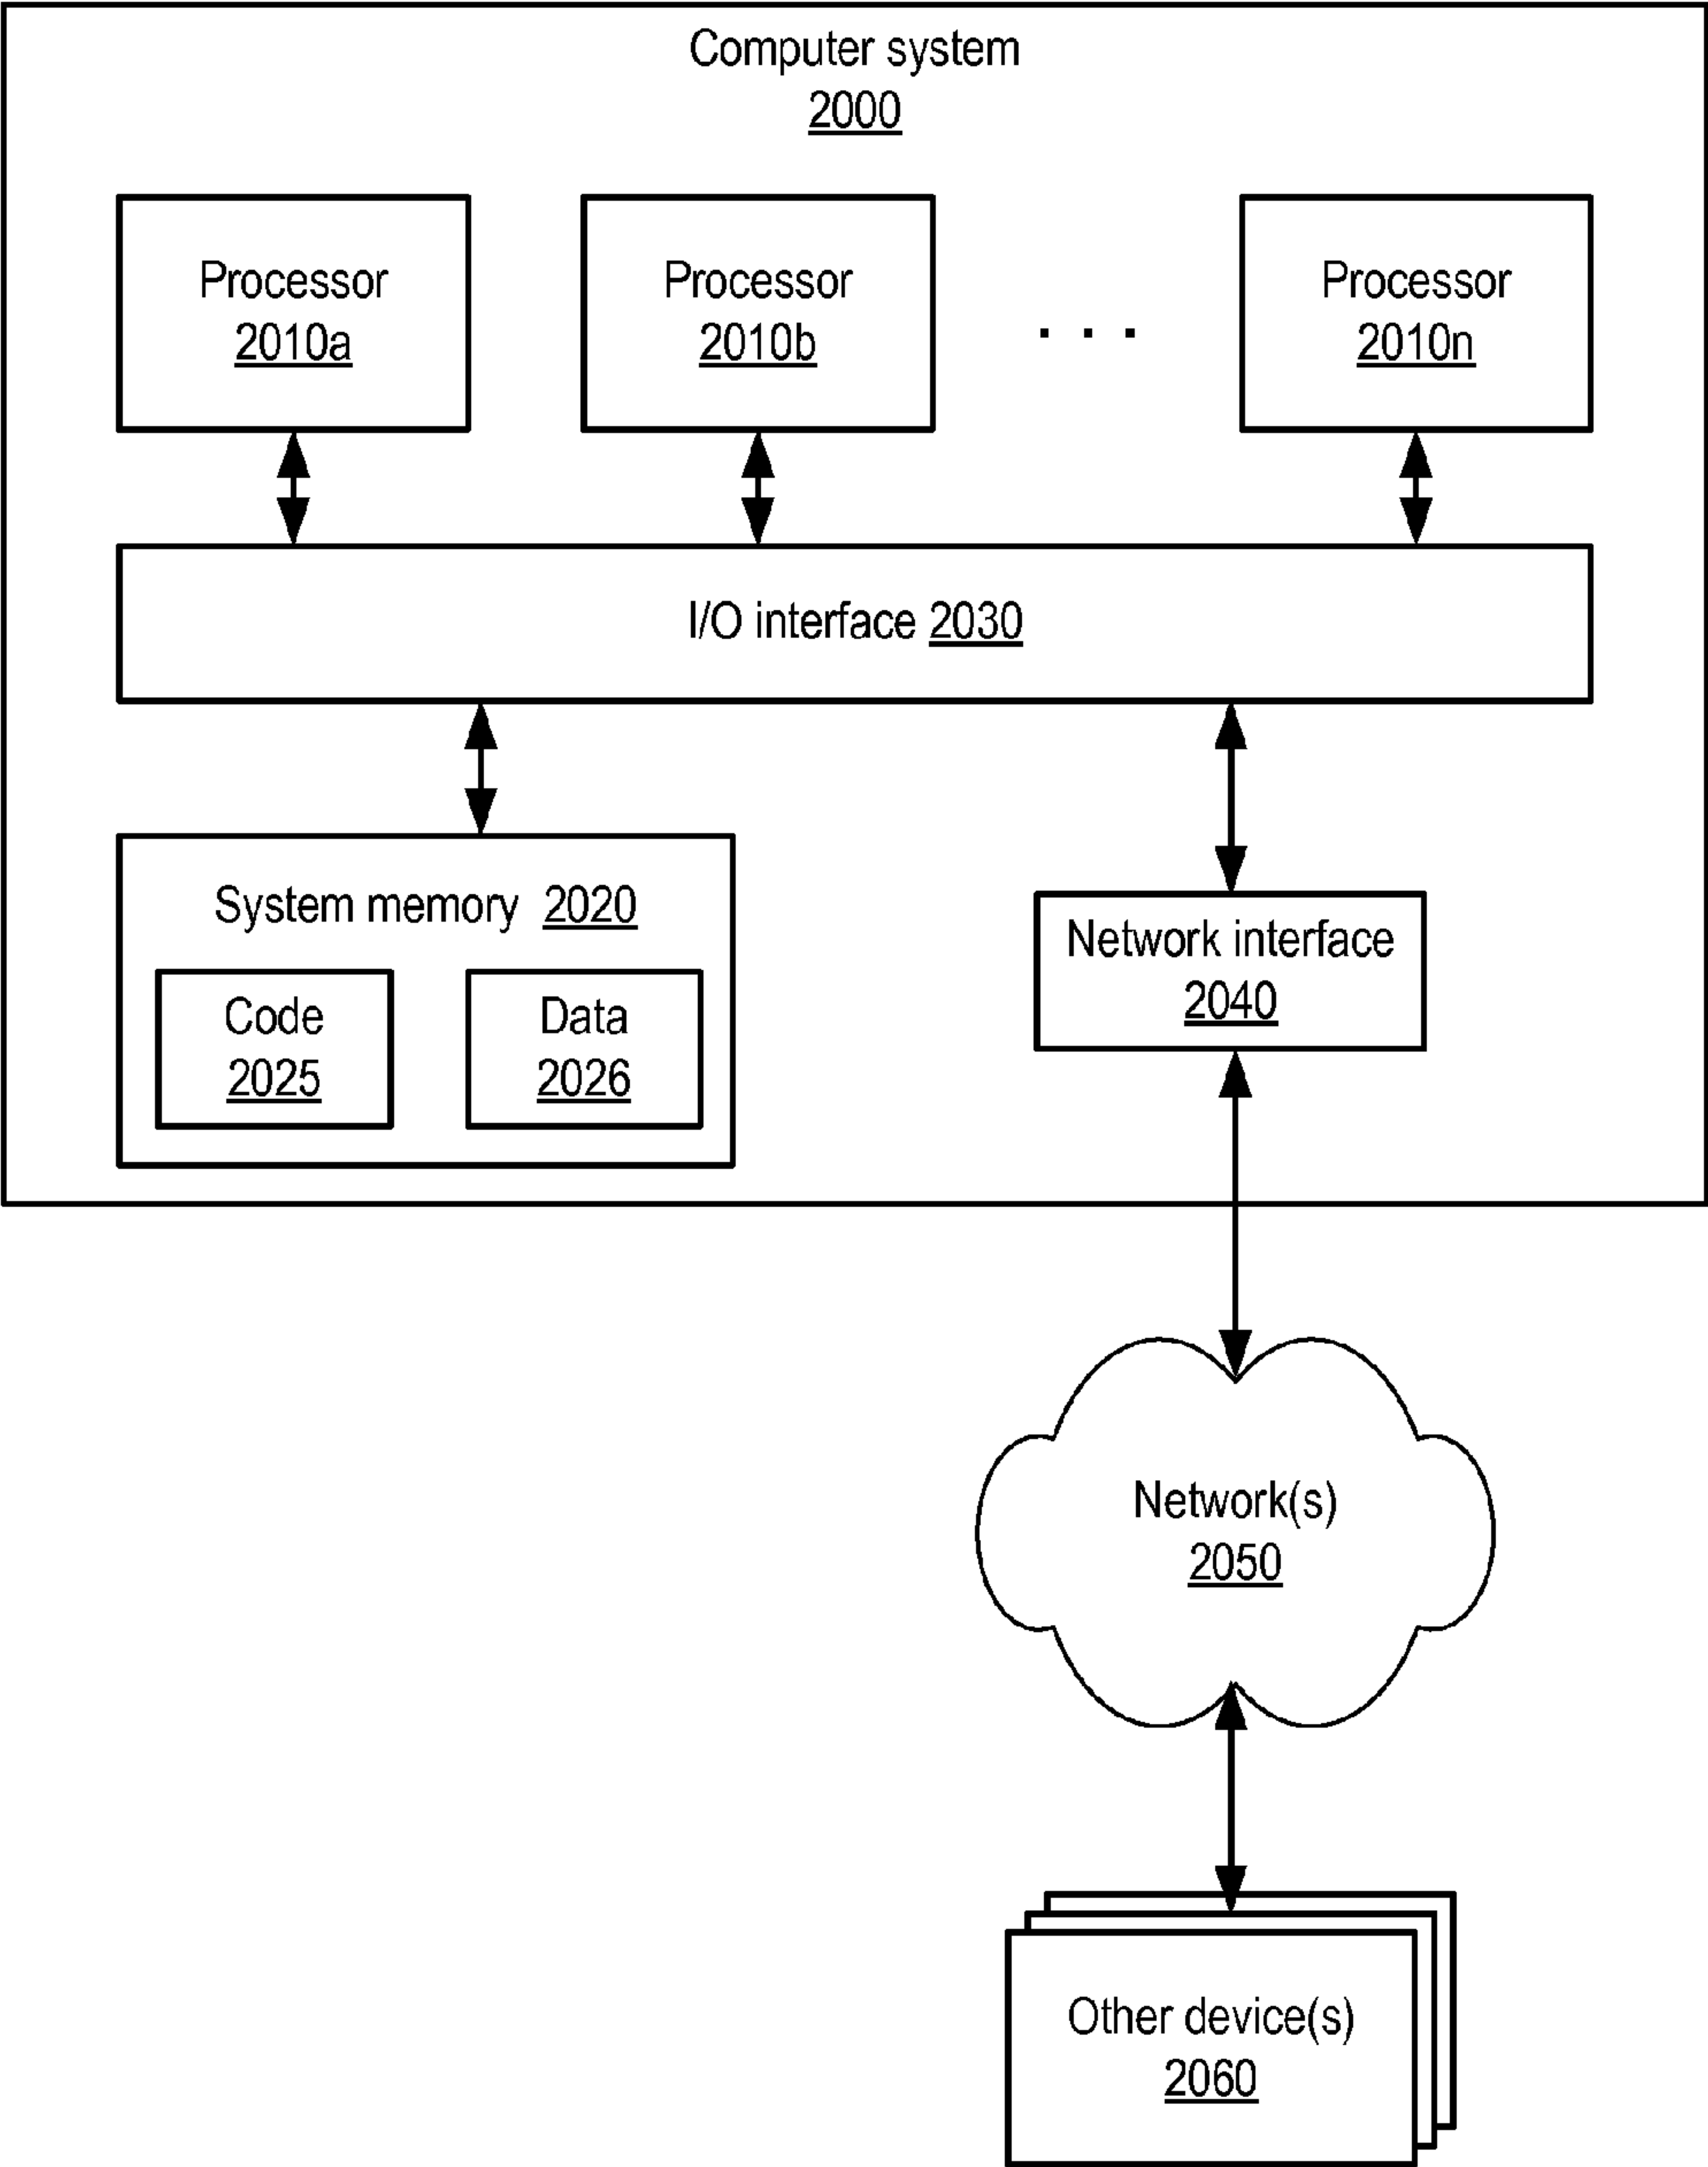 Computer system
2000
Processor
2010a
Processor
2010b
. . .
Processor
2010n
I/O interface 2030
System memory 2020
Code
2025
Data
2026
Network interface
2040
Network(s)
2050
Other device(s)
2060